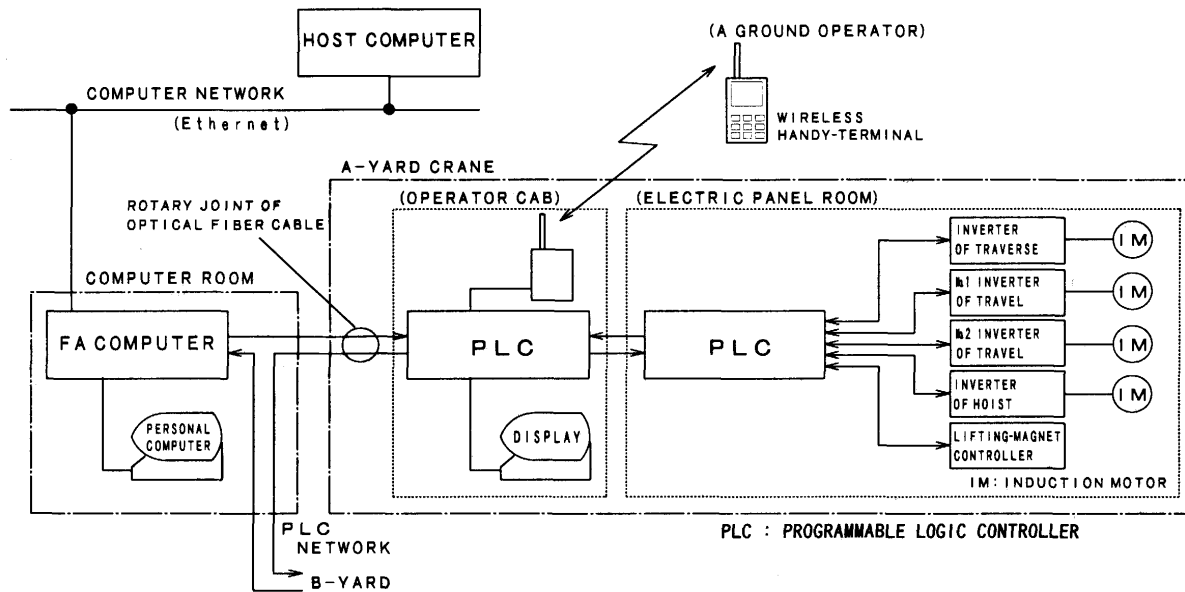 HOST COMPUTER
COMPUTER NETWORK
(Ethernet)
(A GROUND OPERATOR)
WIRELESS
HANDY-TERMINAL
A-YARD CRANE
ROTARY JOINT OF
OPTICAL FIBER CABLE
(OPERATOR CAB)
(ELECTRIC PANEL ROOM)
COMPUTER ROOM
FA COMPUTER
PERSONAL
COMPUTER
PLC
DISPLAY
PLC
INVERTER
OF TRAVERSE
IM
№1 INVERTER
OF TRAVEL
IM
№2 INVERTER
OF TRAVEL
IM
INVERTER
OF HOIST
IM
LIFTING-MAGNET
CONTROLLER
IM: INDUCTION MOTOR
PLC
NETWORK
B-YARD
PLC : PROGRAMMABLE LOGIC CONTROLLER